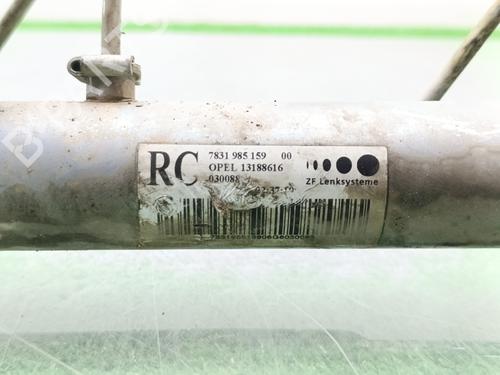 RC
7831 985 159 00
OPEL 13188616
030088
ZF Lenksysteme